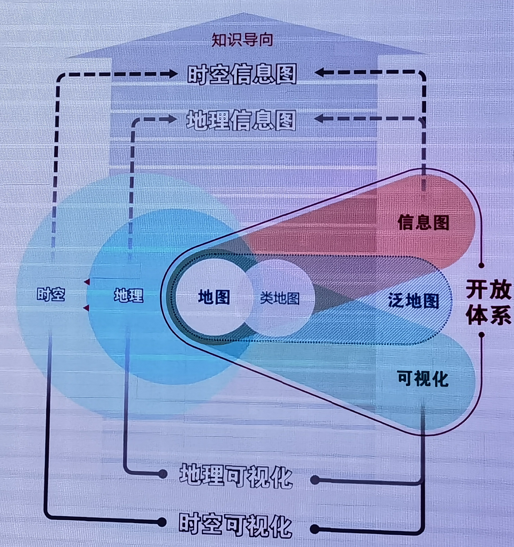 知识导向
时空信息图
地理信息图
信息图
时空
地理
地图
类地图
泛地图
开放
体系
可视化
地理可视化
时空可视化